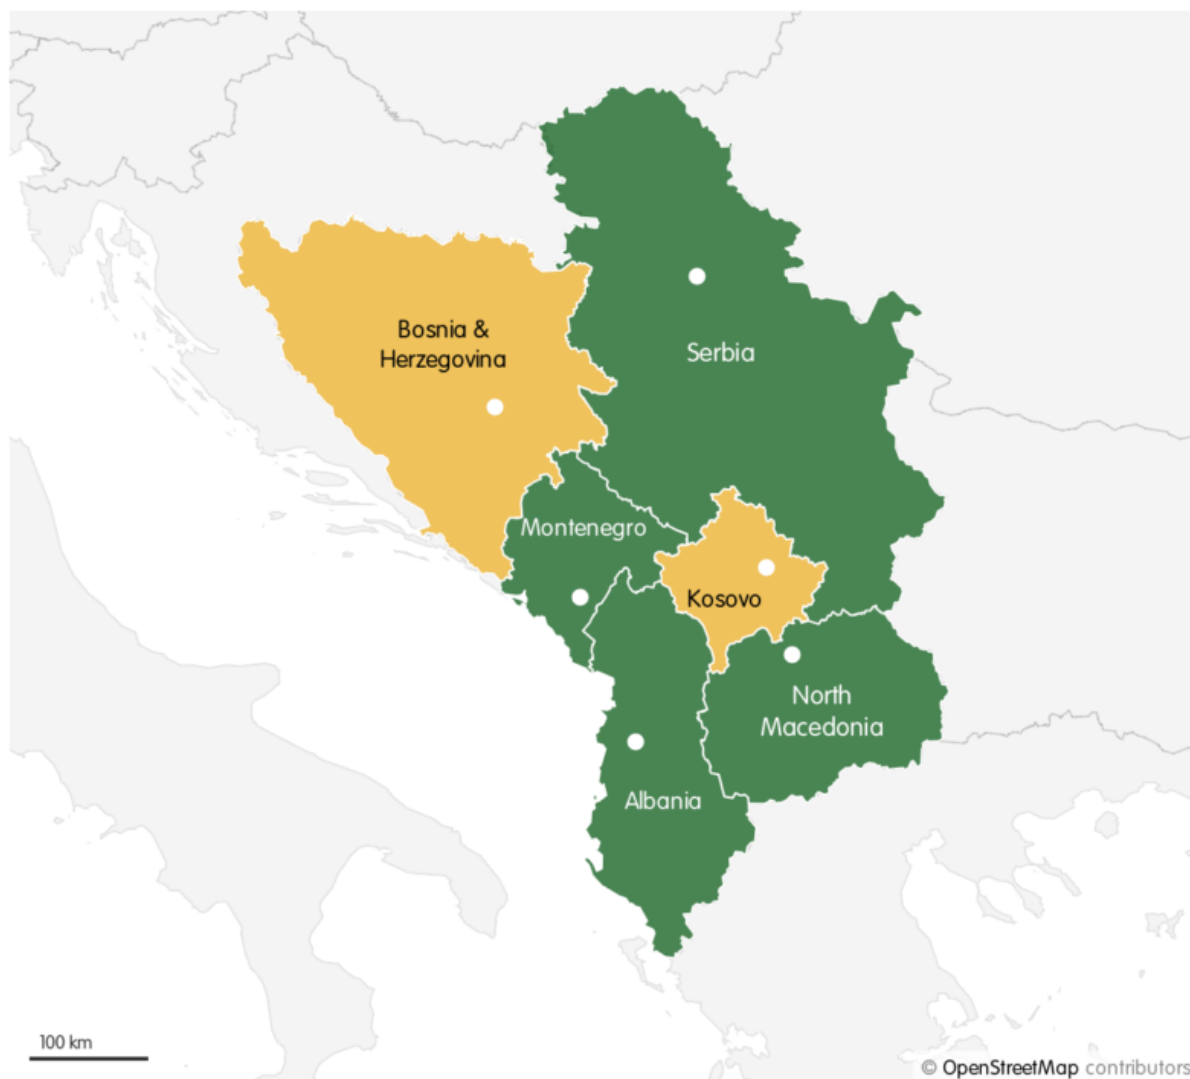 Bosnia &
Herzegovina
Serbia
Montenegro
Kosovo
North
Macedonia
Albania
100 km
© OpenStreetMap contributors